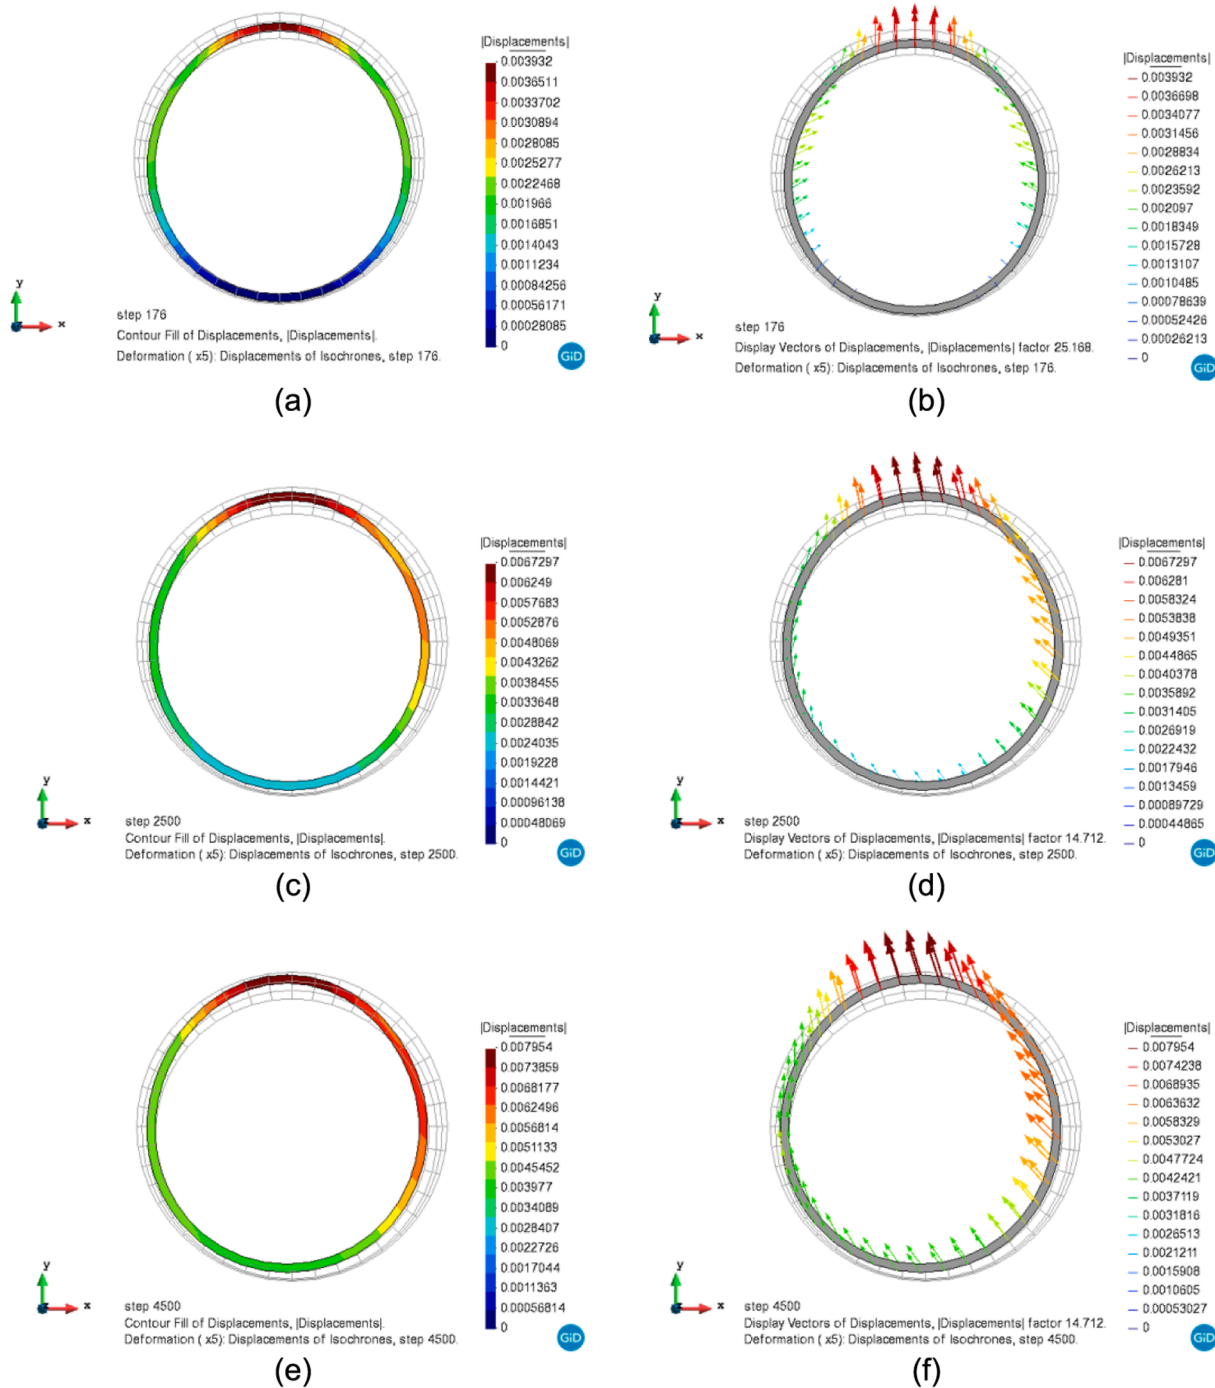 |Displacements|
0.003932
0.0036511
0.0033702
0.0030894
0.0028085
0.0025277
0.0022468
0.001966
0.0016851
0.0014043
0.0011234
0.00084256
0.00056171
0.00028085
0
y
x
step 176
Contour Fill of Displacements, |Displacements|.
Deformation ( x5): Displacements of Isochrones, step 176.
GiD
(a)
|Displacements|
0.003932
0.0036698
0.0034077
0.0031456
0.0028834
0.0026213
0.0023592
0.002097
0.0018349
0.0015728
0.0013107
0.0010485
0.00078639
0.00052426
0.00026213
0
y
x
step 176
Display Vectors of Displacements, |Displacements| factor 25.168.
Deformation ( x5): Displacements of Isochrones, step 176.
GiD
(b)
|Displacements|
0.0067297
0.006249
0.0057683
0.0052876
0.0048069
0.0043262
0.0038455
0.0033648
0.0028842
0.0024035
0.0019228
0.0014421
0.00096138
0.00048069
0
y
x
step 2500
Contour Fill of Displacements, |Displacements|.
Deformation ( x5): Displacements of Isochrones, step 2500.
GiD
(c)
|Displacements|
0.0067297
0.006281
0.0058324
0.0053838
0.0049351
0.0044865
0.0040378
0.0035892
0.0031405
0.0026919
0.0022432
0.0017946
0.0013459
0.00089729
0.00044865
0
y
x
step 2500
Display Vectors of Displacements, |Displacements| factor 14.712.
Deformation ( x5): Displacements of Isochrones, step 2500.
GiD
(d)
|Displacements|
0.007954
0.0073859
0.0068177
0.0062496
0.0056814
0.0051133
0.0045452
0.003977
0.0034089
0.0028407
0.0022726
0.0017044
0.0011363
0.00056814
0
y
x
step 4500
Contour Fill of Displacements, |Displacements|.
Deformation ( x5): Displacements of Isochrones, step 4500.
GiD
(e)
|Displacements|
0.007954
0.0074238
0.0068935
0.0063632
0.0058329
0.0053027
0.0047724
0.0042421
0.0037119
0.0031816
0.0026513
0.0021211
0.0015908
0.0010605
0.00053027
0
y
x
step 4500
Display Vectors of Displacements, |Displacements| factor 14.712.
Deformation ( x5): Displacements of Isochrones, step 4500.
GiD
(f)